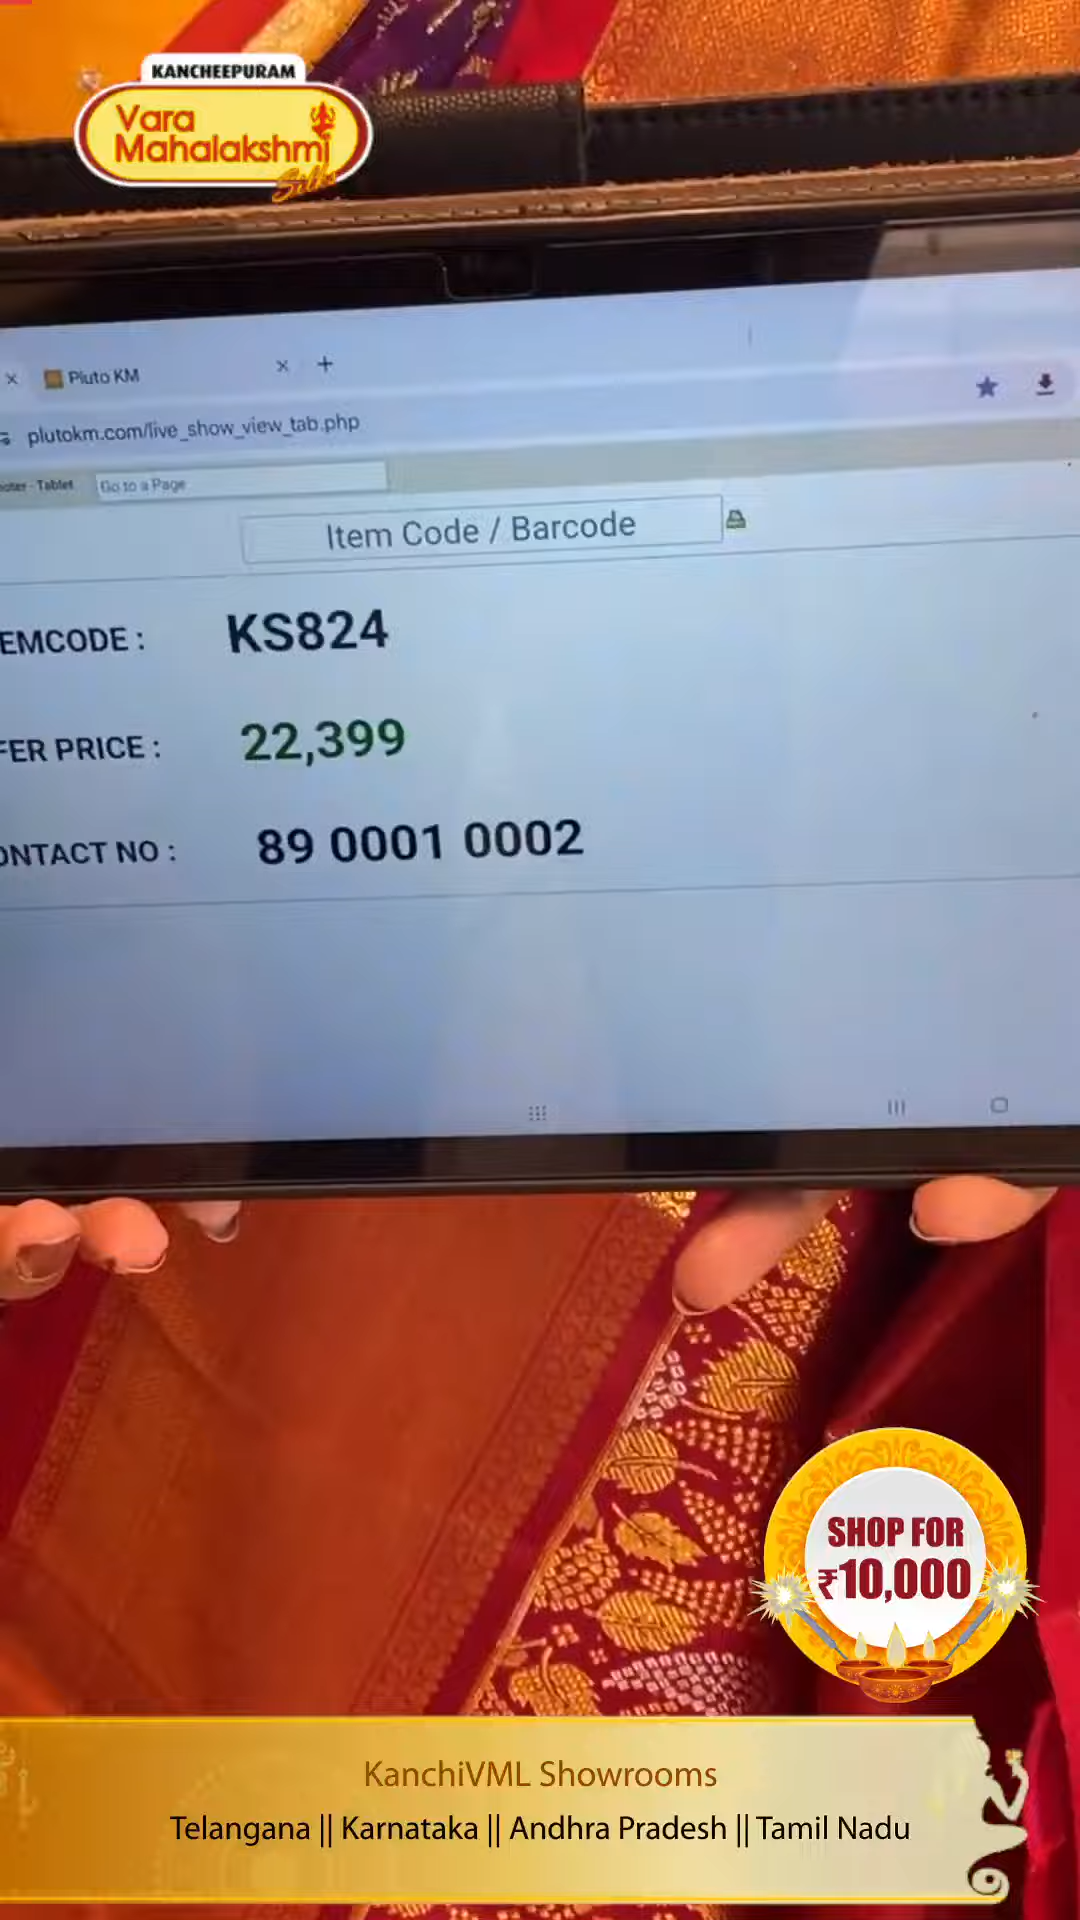 KANCHEEPURAM
Vara
Mahalakshmi
Silks
Pluto KM
plutokm.com/live_show_view_tab.php
- Tablet Go to a Page
Item Code / Barcode
EMCODE : KS824
FER PRICE : 22,399
ONTACT NO : 89 0001 0002
SHOP FOR
₹10,000
KanchiVML Showrooms
Telangana || Karnataka || Andhra Pradesh || Tamil Nadu